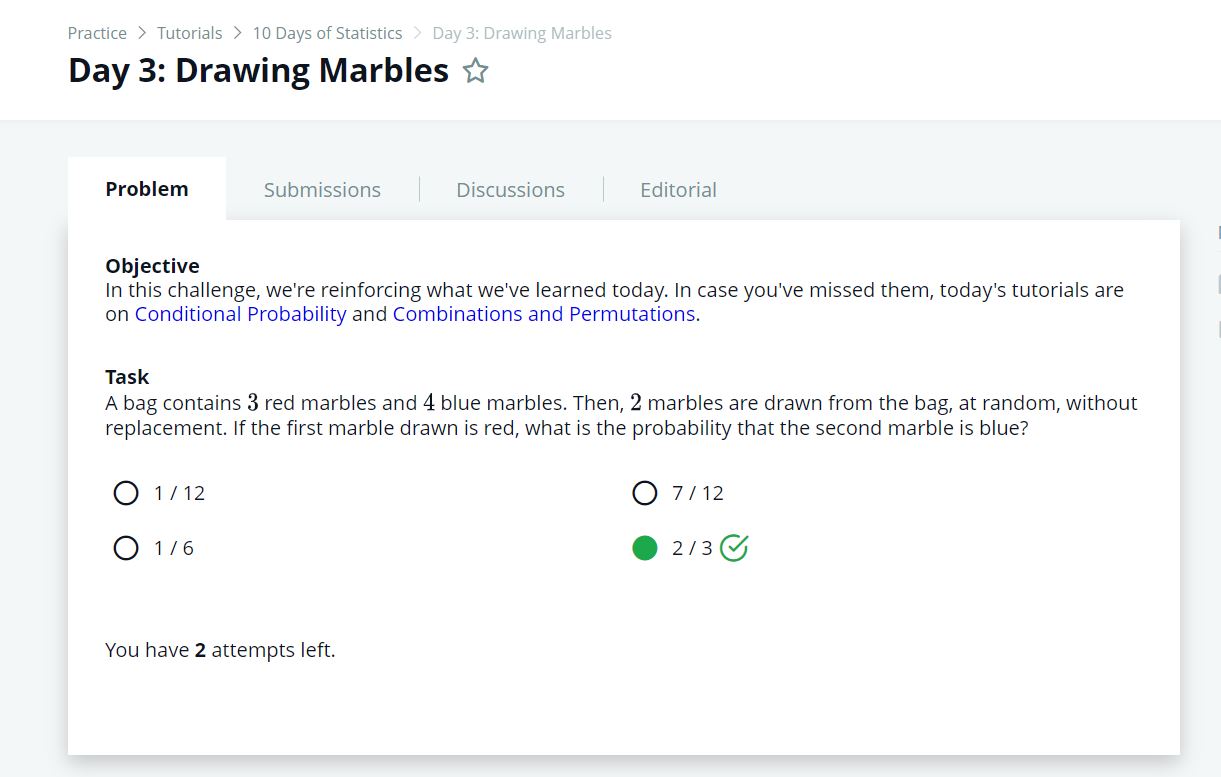 Practice > Tutorials > 10 Days of Statistics > Day 3: Drawing Marbles
Day 3: Drawing Marbles
Problem
Submissions
Discussions
Editorial
Objective
In this challenge, we're reinforcing what we've learned today. In case you've missed them, today's tutorials are
on Conditional Probability and Combinations and Permutations.
Task
A bag contains 3 red marbles and 4 blue marbles. Then, 2 marbles are drawn from the bag, at random, without
replacement. If the first marble drawn is red, what is the probability that the second marble is blue?
1 / 12
7 / 12
1 / 6
2 / 3
You have 2 attempts left.